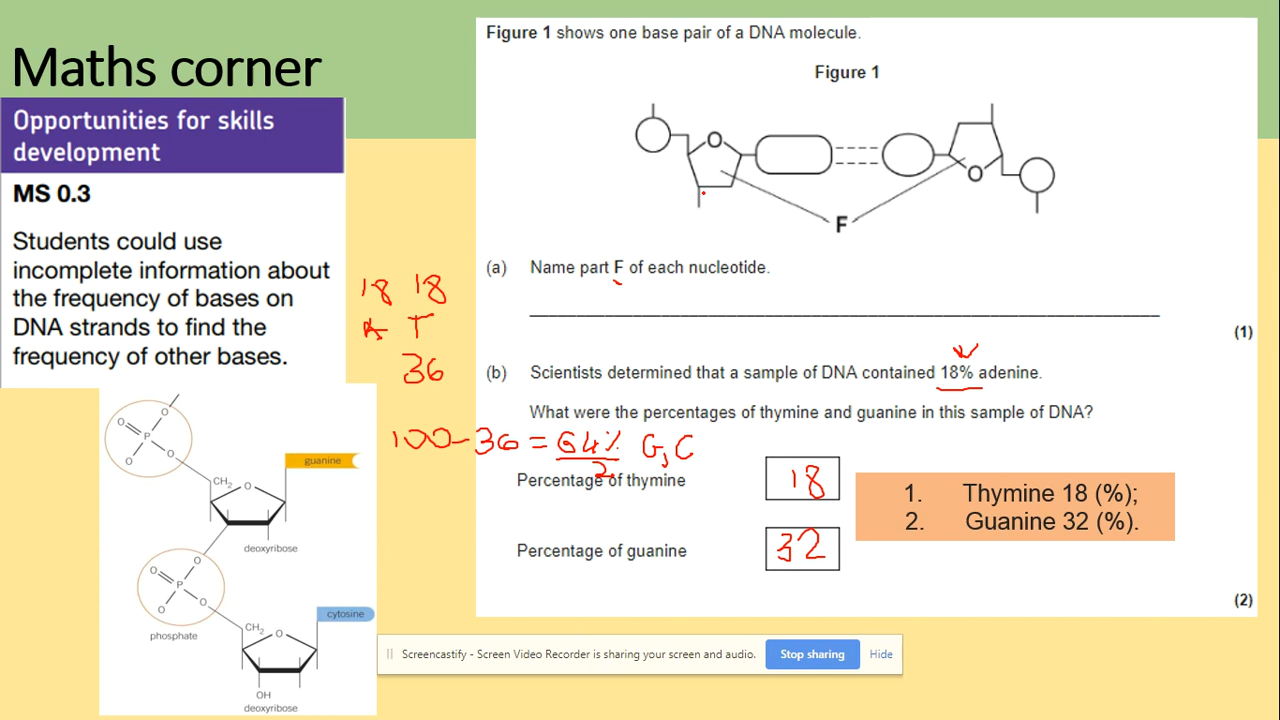 Maths corner
Opportunities for skills
development
MS 0.3
Students could use
incomplete information about
the frequency of bases on
DNA strands to find the
frequency of other bases.
O
O
P
O
O
guanine
CH2
O
deoxyribose
O
O
P
O
O
phosphate
cytosine
CH2
O
OH
deoxyribose
18 18
A T
36
100-36 = 64% G, C
2
Figure 1 shows one base pair of a DNA molecule.
Figure 1
O
O
F
(a) Name part F of each nucleotide.
(1)
(b) Scientists determined that a sample of DNA contained 18% adenine.
What were the percentages of thymine and guanine in this sample of DNA?
Percentage of thymine 18
Percentage of guanine 32
1. Thymine 18 (%);
2. Guanine 32 (%).
(2)
Screencastify - Screen Video Recorder is sharing your screen and audio. Stop sharing Hide